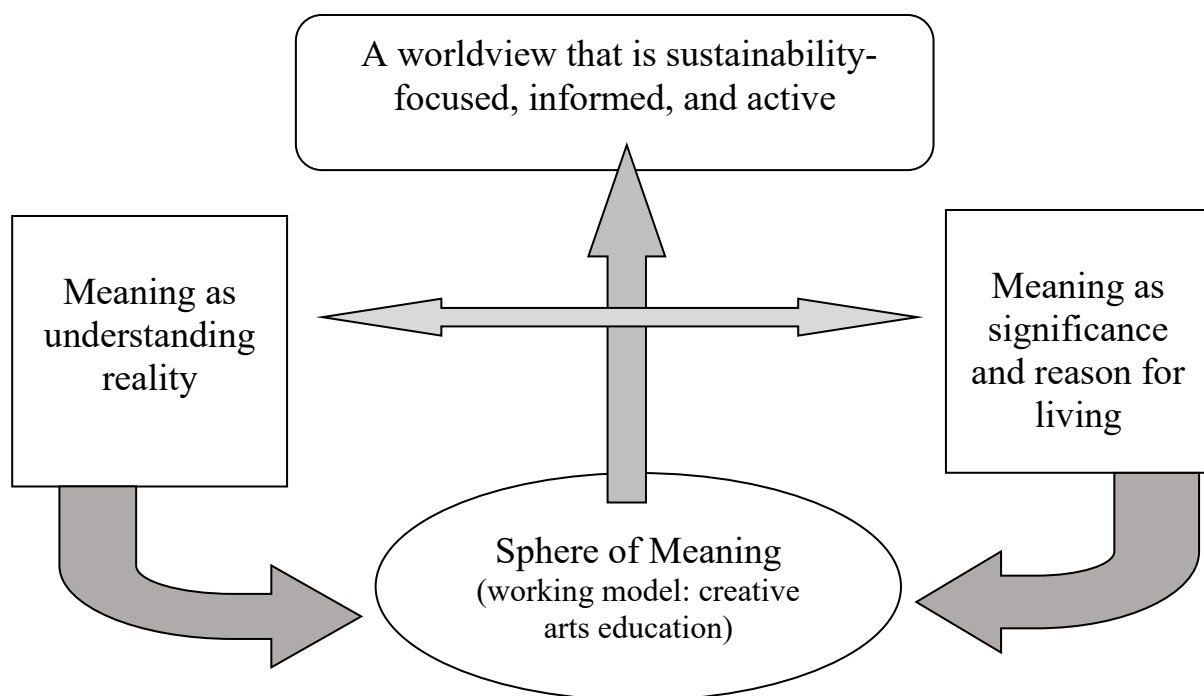 A worldview that is sustainability-
focused, informed, and active
Meaning as
understanding
reality
Meaning as
significance
and reason for
living
Sphere of Meaning
(working model: creative
arts education)